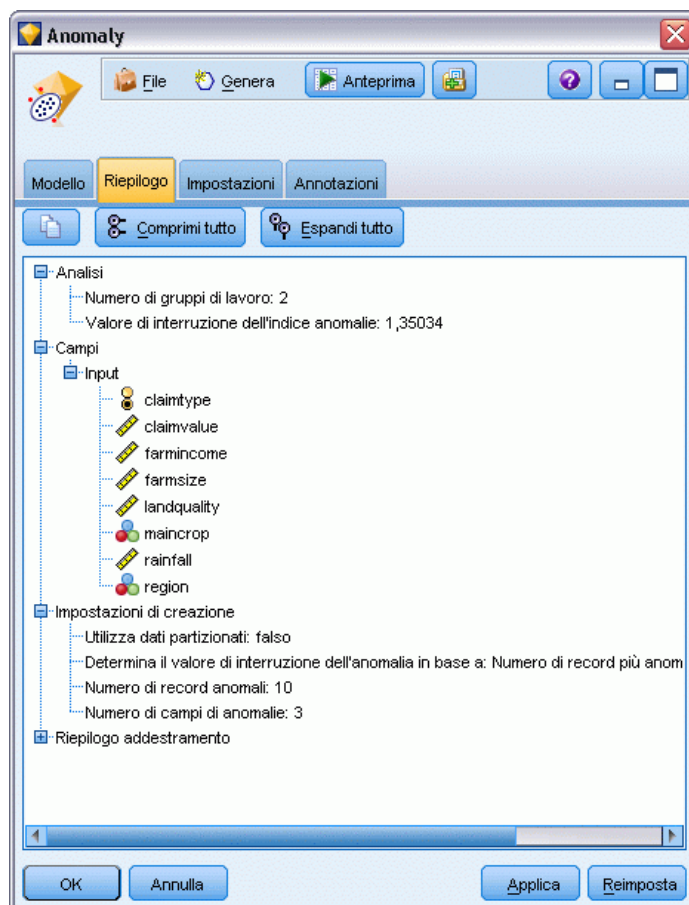 Anomaly
File Genera Anteprima
Modello Riepilogo Impostazioni Annotazioni
Comprimi tutto Espandi tutto
Analisi
Numero di gruppi di lavoro: 2
Valore di interruzione dell'indice anomalie: 1,35034
Campi
Input
claimtype
claimvalue
farmincome
farmsize
landquality
maincrop
rainfall
region
Impostazioni di creazione
Utilizza dati partizionati: falso
Determina il valore di interruzione dell'anomalia in base a: Numero di record più anom
Numero di record anomali: 10
Numero di campi di anomalie: 3
Riepilogo addestramento
OK Annulla Applica Reimposta